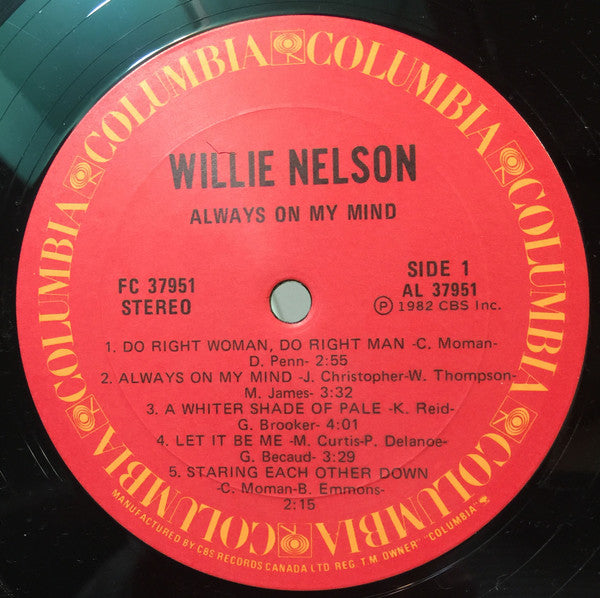 COLUMBIA COLUMBIA COLUMBIA COLUMBIA COLUMBIA COLUMBIA COLUMBIA COLUMBIA
WILLIE NELSON
ALWAYS ON MY MIND
FC 37951
STEREO
SIDE 1
AL 37951
Ⓟ 1982 CBS Inc.
1. DO RIGHT WOMAN, DO RIGHT MAN -C. Moman-
D. Penn- 2:55
2. ALWAYS ON MY MIND -J. Christopher-W. Thompson-
M. James- 3:32
3. A WHITER SHADE OF PALE -K. Reid-
G. Brooker- 4:01
4. LET IT BE ME -M. Curtis-P. Delanoe-
G. Becaud- 3:29
5. STARING EACH OTHER DOWN
-C. Moman-B. Emmons-
2:15
MANUFACTURED BY CBS RECORDS CANADA LTD REG. T.M. OWNER "COLUMBIA"